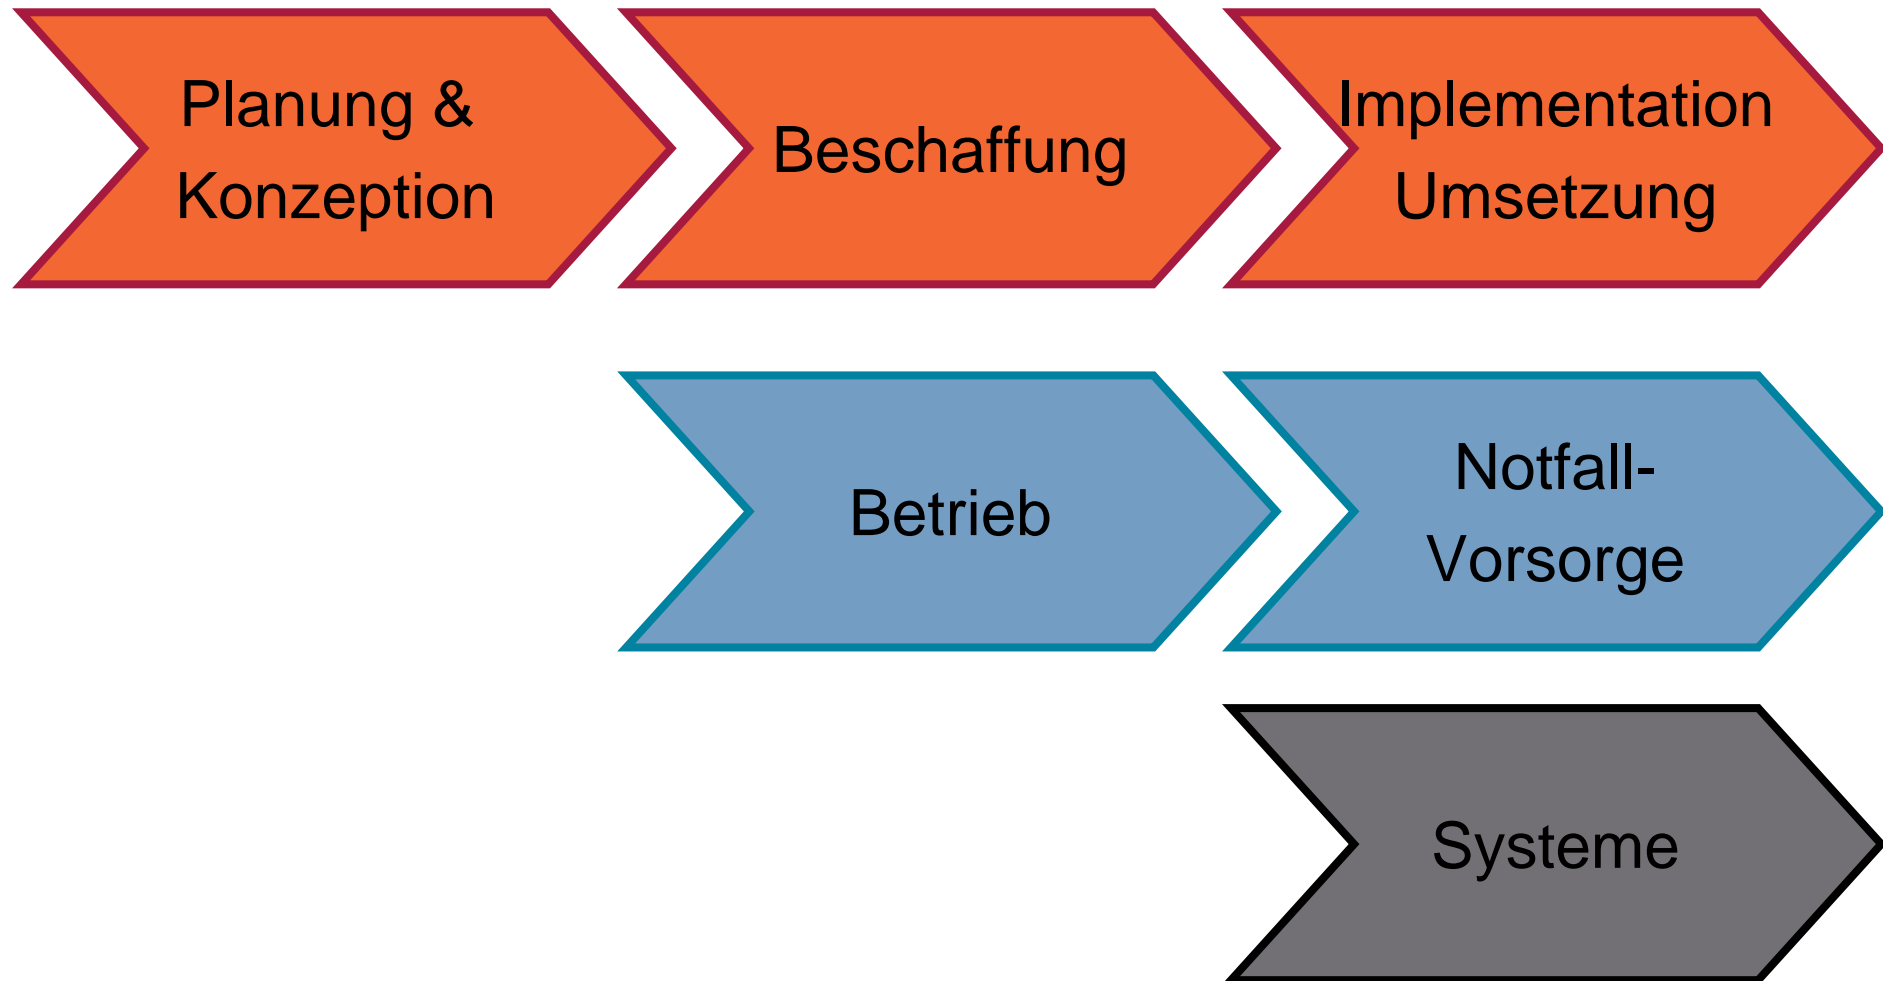 Planung &
Konzeption
Beschaffung
Implementation
Umsetzung
Betrieb
Notfall-
Vorsorge
Systeme